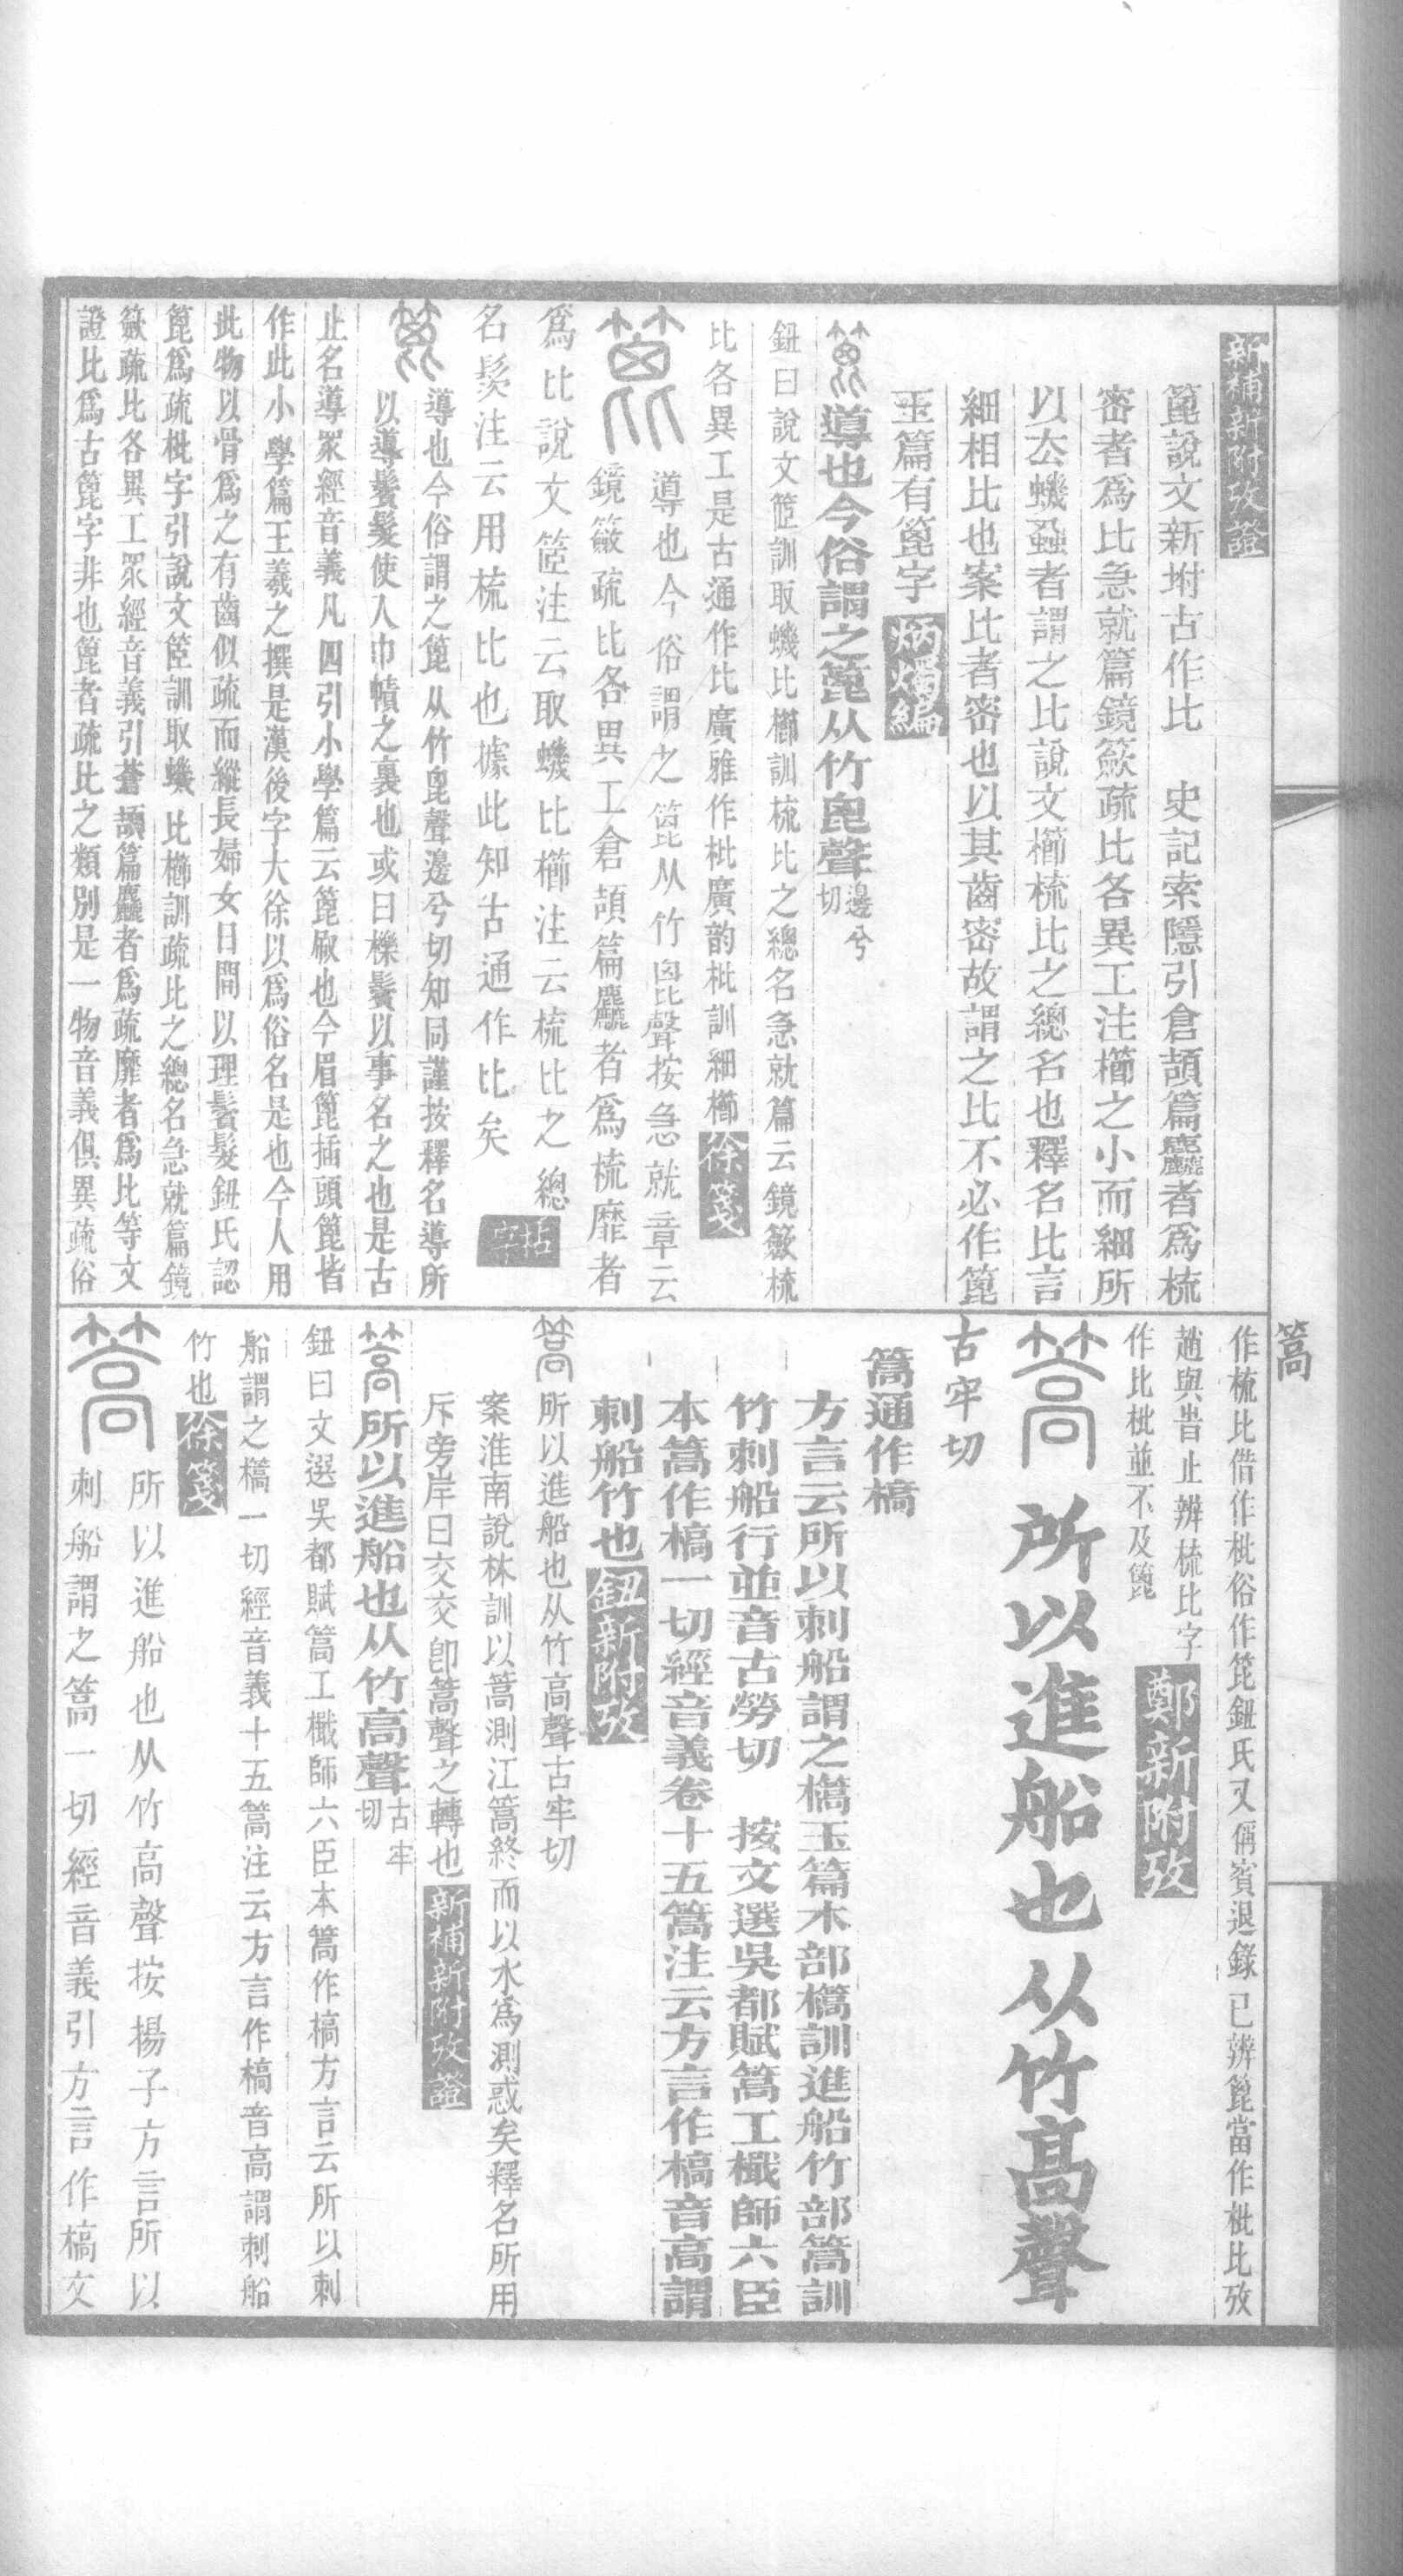 新補新附攷證
篦說文新坿古作比　史記索隱引倉頡篇麤者爲梳
密者爲比急就篇鏡籨疏比各異工注櫛之小而細所
以去蟣蝨者謂之比說文櫛梳比之總名也釋名比言
細相比也案比者密也以其齒密故謂之比不必作篦
玉篇有篦字炳燭編
篦導也今俗謂之篦从竹𣬉聲邊兮切
鈕曰說文䇫訓取蟣比櫛訓梳比之總名急就篇云鏡籢梳
比各異工是古通作比廣雅作枇廣韵枇訓細櫛徐箋
篦導也今俗謂之篦从竹𣬉聲按急就章云
鏡籢疏比各異工倉頡篇麤者爲梳靡者
爲比說文䇫注云取蟣比櫛注云梳比之總
名髲注云用梳比也據此知古通作比矣拈字
篦導也今俗謂之篦从竹𣬉聲邊兮切知同謹按釋名導所
以導鬢髮使人巾幘之裏也或曰櫟鬢以事名之也是古
止名導眾經音義凡四引小學篇云篦𣬉也今眉篦插頭篦皆
作此小學篇王羲之撰是漢後字大徐以爲俗名是也今人用
此物以骨爲之有齒似疏而縱長婦女日間以理鬢髮鈕氏認
篦爲疏枇字引說文䇫訓取蟣比櫛訓疏比之總名急就篇鏡
籢疏比各異工眾經音義引蒼頡篇麤者爲疏靡者爲比等文
證比爲古篦字非也篦者疏比之類別是一物音義俱異疏俗
作梳比借作枇俗作箆鈕氏又偁賓退錄已辨篦當作枇比攷
趙與旹止辨梳比字
作比枇並不及篦鄭新附攷
篙
篙所以進船也从竹高聲
古牢切
篙通作槁
方言云所以刺船謂之㰏玉篇木部㰏訓進船竹部篙訓
竹刺船行並音古勞切　按文選吳都賦篙工檝師六臣
本篙作槁一切經音義卷十五篙注云方言作槁音高謂
刺船竹也鈕新附攷
篙所以進船也从竹高聲古牢切
案淮南說林訓以篙測江篙終而以水爲測惑矣釋名所用
斥旁岸曰交交卽篙聲之轉也新補新附攷證
篙所以進船也从竹高聲古牢切
鈕曰文選吳都賦篙工檝師六臣本篙作槁方言云所以刺
船謂之㰏一切經音義十五篙注云方言作槁音高謂刺船
竹也徐箋
篙所以進船也从竹高聲按揚子方言所以
刺船謂之篙一切經音義引方言作槁文